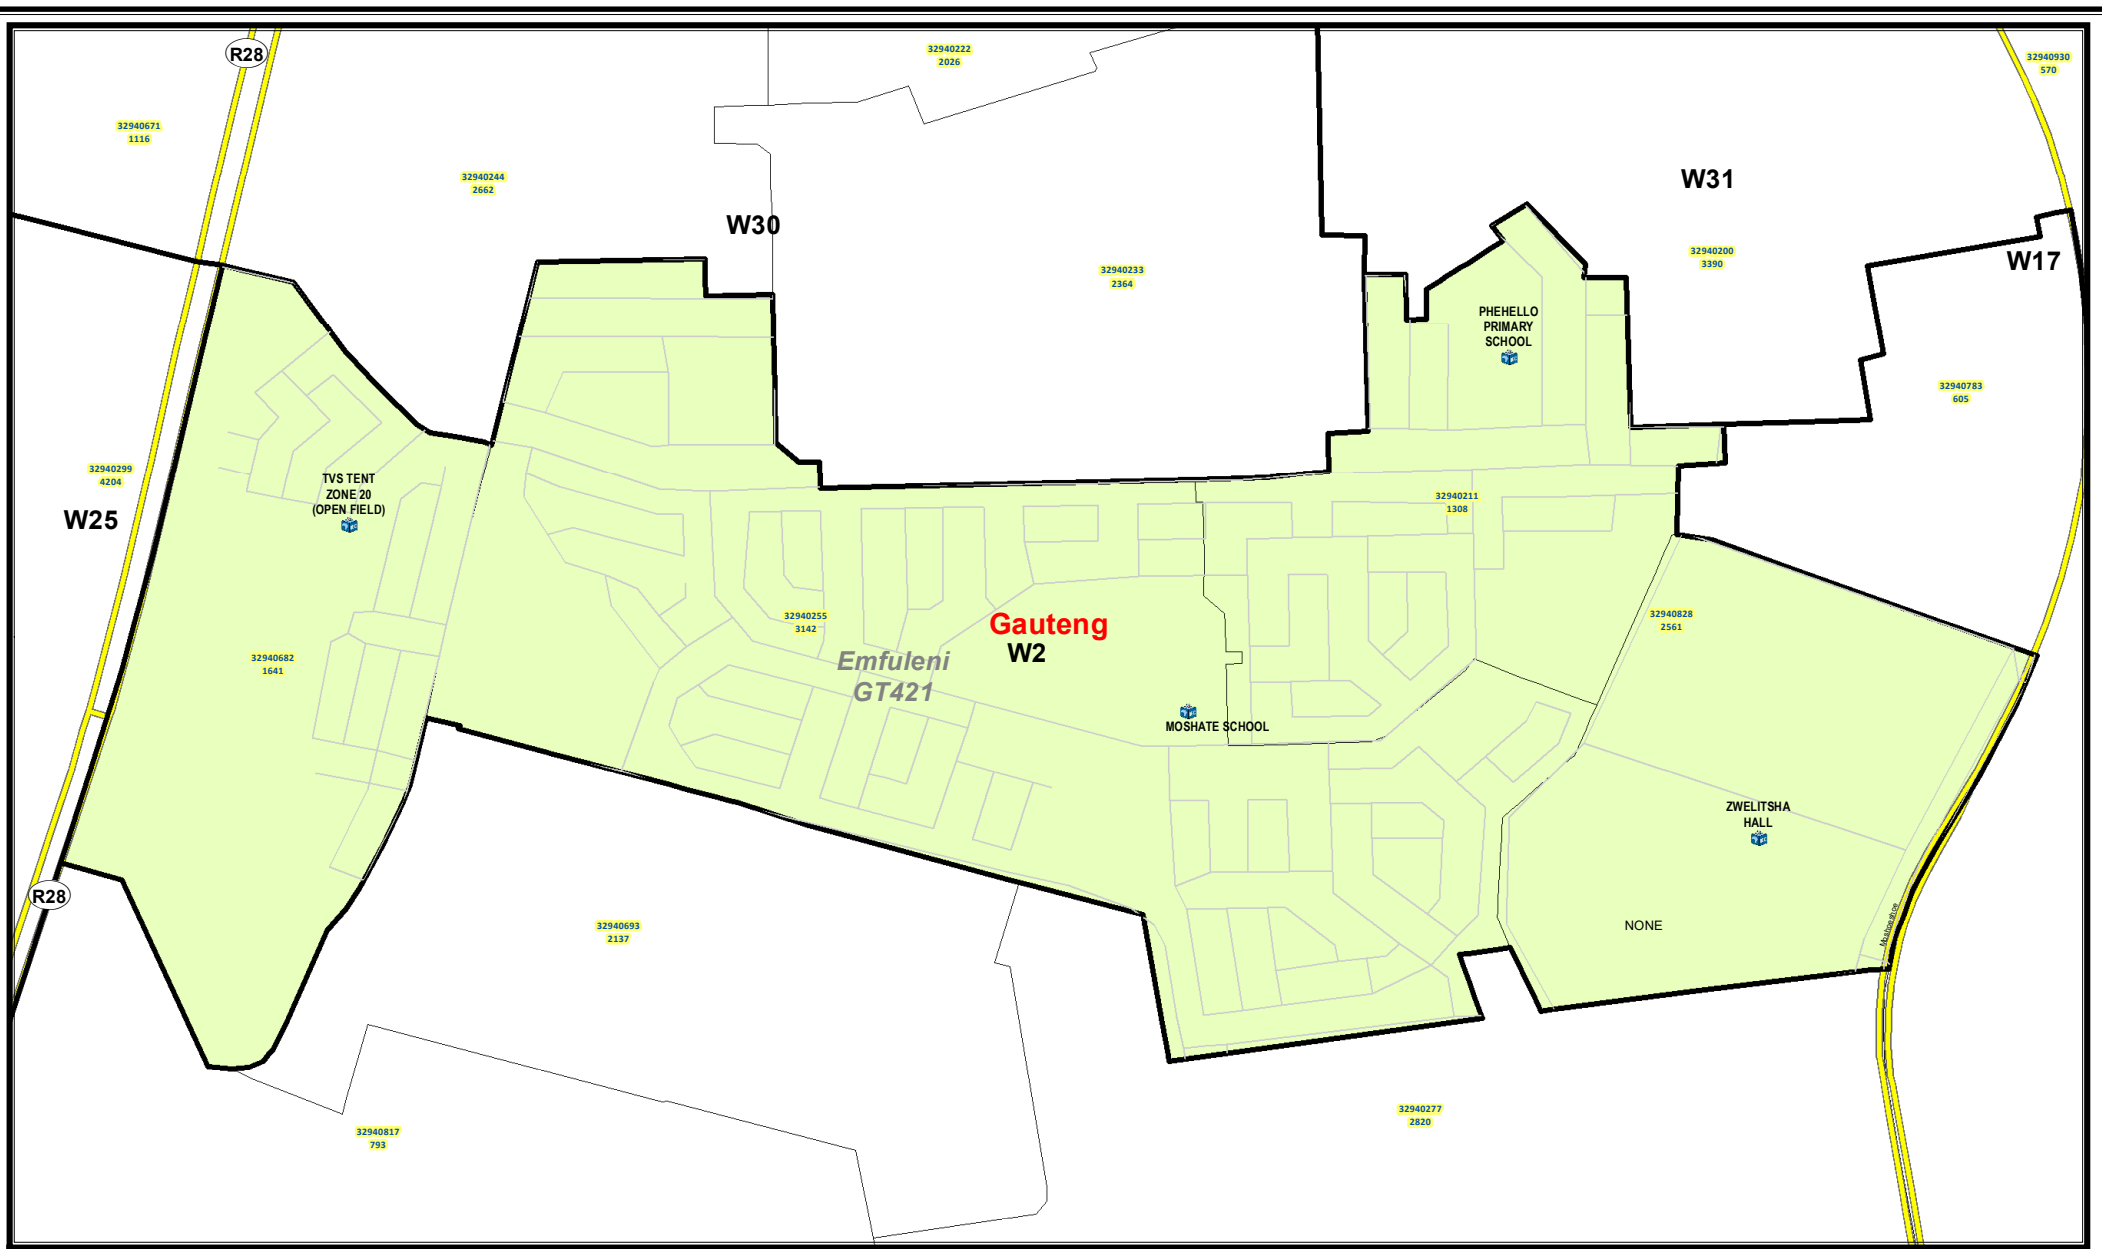 R28
32940222
2026
32940930
570
32940671
1116
32940244
2662
W31
W30
32940200
3390
W17
32940233
2364
PHEHELLO
PRIMARY
SCHOOL
32940783
605
32940299
4204
W25
TVS TENT
ZONE 20
(OPEN FIELD)
32940211
1308
32940255
3142
Gauteng
W2
32940828
2561
Emfuleni
GT421
32940682
1641
MOSHATE SCHOOL
ZWELITSHA
HALL
R28
32940693
2137
NONE
Moshoeshoe
32940277
2820
32940817
793